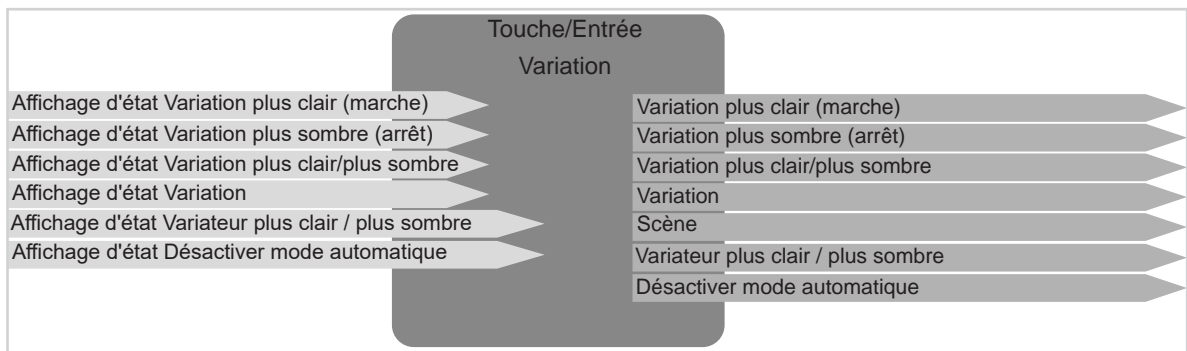 Touche/Entrée
Variation
Affichage d'état Variation plus clair (marche)
Affichage d'état Variation plus sombre (arrêt)
Affichage d'état Variation plus clair/plus sombre
Affichage d'état Variation
Affichage d'état Variateur plus clair / plus sombre
Affichage d'état Désactiver mode automatique
Variation plus clair (marche)
Variation plus sombre (arrêt)
Variation plus clair/plus sombre
Variation
Scène
Variateur plus clair / plus sombre
Désactiver mode automatique